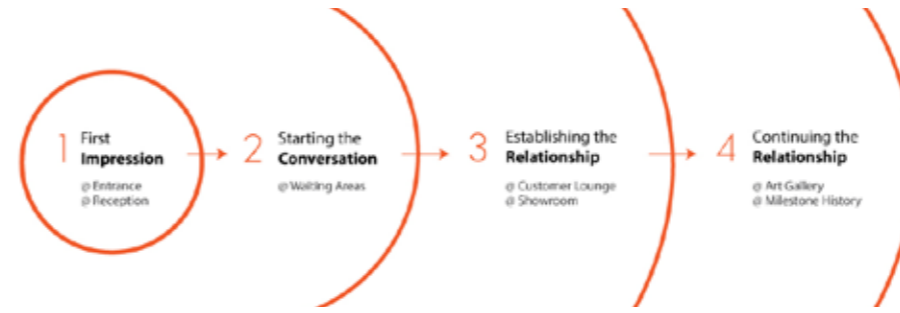 1 First
Impression
@ Entrance
@ Reception
2 Starting the
Conversation
@ Waiting Areas
3 Establishing the
Relationship
@ Customer Lounge
@ Showroom
4 Continuing the
Relationship
@ Art Gallery
@ Milestone History